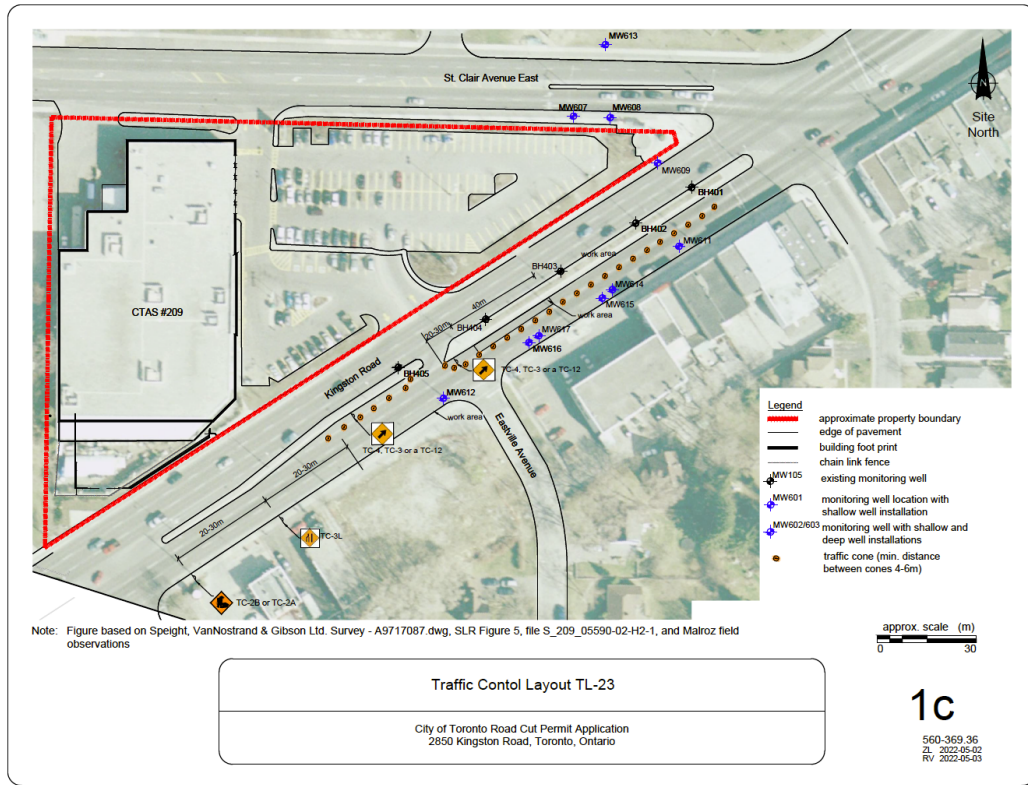 MW613
St. Clair Avenue East
MW607
MW608
N
Site
North
MW609
BH401
BH402
MW611
work area
BH403
CTAS #209
MW614
MW615
40m
work area
BH404
20-30m
MW617
MW616
Kingston Road
TC-4, TC-3 or a TC-12
BH405
MW612
work area
Eastville Avenue
TC-4, TC-3 or a TC-12
20-30m
20-30m
TC-3L
TC-2B or TC-2A
Legend
approximate property boundary
edge of pavement
building foot print
chain link fence
MW105 existing monitoring well
MW601 monitoring well location with
shallow well installation
MW602/603 monitoring well with shallow and
deep well installations
traffic cone (min. distance
between cones 4-6m)
Note: Figure based on Speight, VanNostrand & Gibson Ltd. Survey - A9717087.dwg, SLR Figure 5, file S_209_05590-02-H2-1, and Malroz field
observations
approx. scale (m)
0 30
Traffic Contol Layout TL-23
City of Toronto Road Cut Permit Application
2850 Kingston Road, Toronto, Ontario
1c
560-369.36
ZL 2022-05-02
RV 2022-05-03